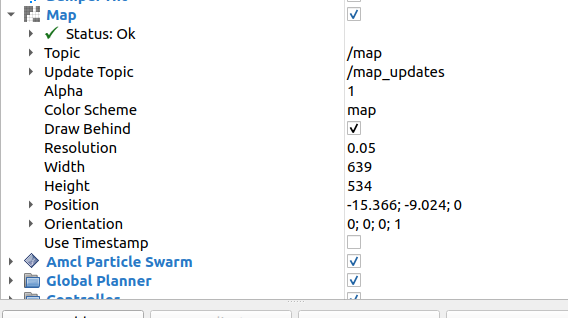 Map
Status: Ok
Topic /map
Update Topic /map_updates
Alpha 1
Color Scheme map
Draw Behind
Resolution 0.05
Width 639
Height 534
Position -15.366; -9.024; 0
Orientation 0; 0; 0; 1
Use Timestamp
Amcl Particle Swarm
Global Planner
Controller